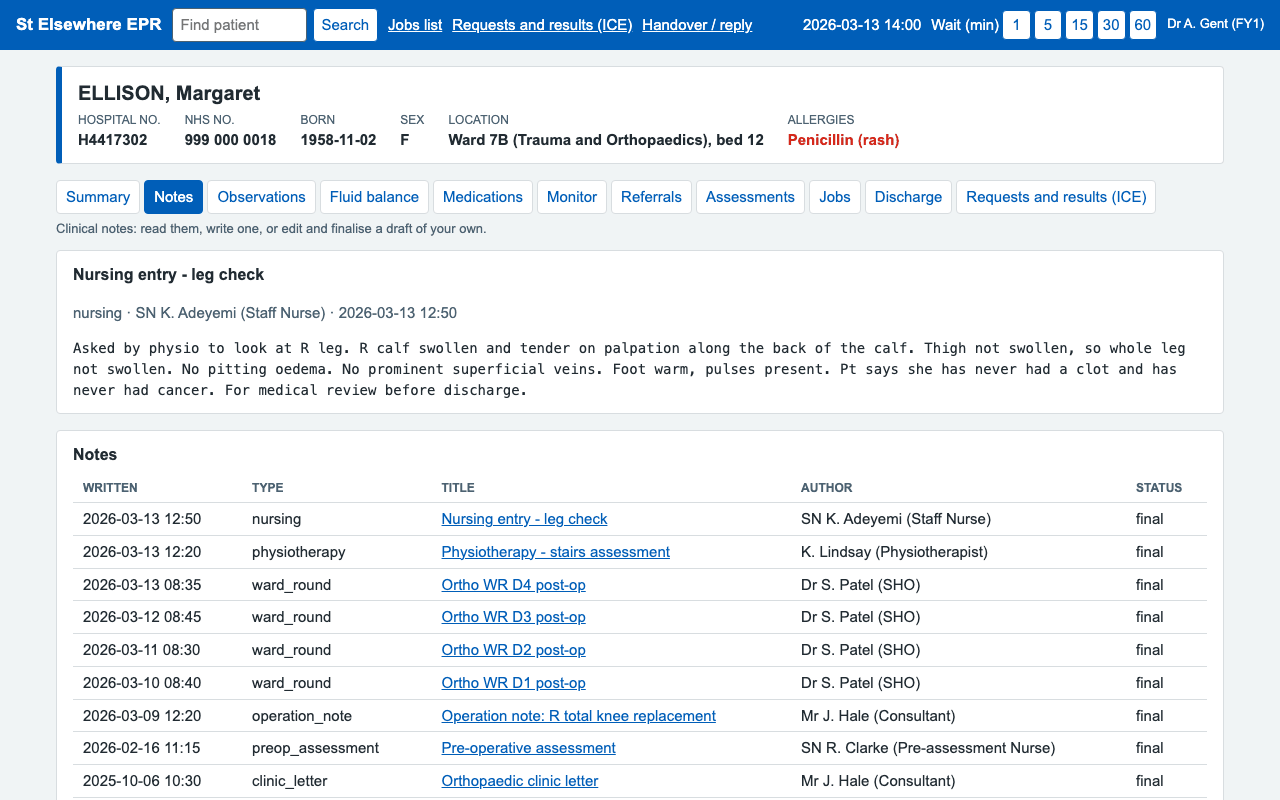 St Elsewhere EPR Find patient Search Jobs list Requests and results (ICE) Handover / reply 2026-03-13 14:00 Wait (min) 1 5 15 30 60 Dr A. Gent (FY1)
ELLISON, Margaret
HOSPITAL NO. NHS NO. BORN SEX LOCATION ALLERGIES
H4417302 999 000 0018 1958-11-02 F Ward 7B (Trauma and Orthopaedics), bed 12 Penicillin (rash)
Summary Notes Observations Fluid balance Medications Monitor Referrals Assessments Jobs Discharge Requests and results (ICE)
Clinical notes: read them, write one, or edit and finalise a draft of your own.
Nursing entry - leg check
nursing · SN K. Adeyemi (Staff Nurse) · 2026-03-13 12:50
Asked by physio to look at R leg. R calf swollen and tender on palpation along the back of the calf. Thigh not swollen, so whole leg
not swollen. No pitting oedema. No prominent superficial veins. Foot warm, pulses present. Pt says she has never had a clot and has
never had cancer. For medical review before discharge.
Notes
WRITTEN TYPE TITLE AUTHOR STATUS
2026-03-13 12:50 nursing Nursing entry - leg check SN K. Adeyemi (Staff Nurse) final
2026-03-13 12:20 physiotherapy Physiotherapy - stairs assessment K. Lindsay (Physiotherapist) final
2026-03-13 08:35 ward_round Ortho WR D4 post-op Dr S. Patel (SHO) final
2026-03-12 08:45 ward_round Ortho WR D3 post-op Dr S. Patel (SHO) final
2026-03-11 08:30 ward_round Ortho WR D2 post-op Dr S. Patel (SHO) final
2026-03-10 08:40 ward_round Ortho WR D1 post-op Dr S. Patel (SHO) final
2026-03-09 12:20 operation_note Operation note: R total knee replacement Mr J. Hale (Consultant) final
2026-02-16 11:15 preop_assessment Pre-operative assessment SN R. Clarke (Pre-assessment Nurse) final
2025-10-06 10:30 clinic_letter Orthopaedic clinic letter Mr J. Hale (Consultant) final